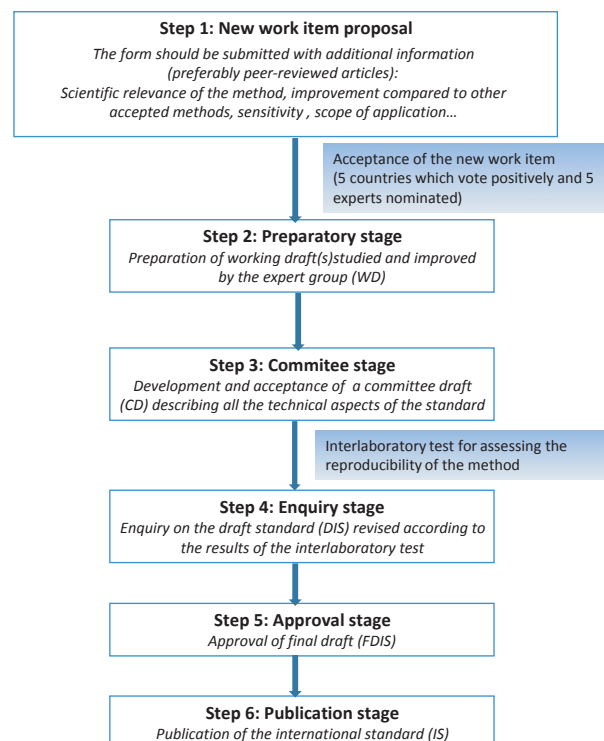 Step 1: New work item proposal
The form should be submitted with additional information
(preferably peer-reviewed articles):
Scientific relevance of the method, improvement compared to other
accepted methods, sensitivity , scope of application…
Acceptance of the new work item
(5 countries which vote positively and 5
experts nominated)
Step 2: Preparatory stage
Preparation of working draft(s)studied and improved
by the expert group (WD)
Step 3: Commitee stage
Development and acceptance of  a committee draft
(CD) describing all the technical aspects of the standard
Interlaboratory test for assessing the
reproducibility of the method
Step 4: Enquiry stage
Enquiry on the draft standard (DIS) revised according to
the results of the interlaboratory test
Step 5: Approval stage
Approval of final draft (FDIS)
Step 6: Publication stage
Publication of the international standard (IS)